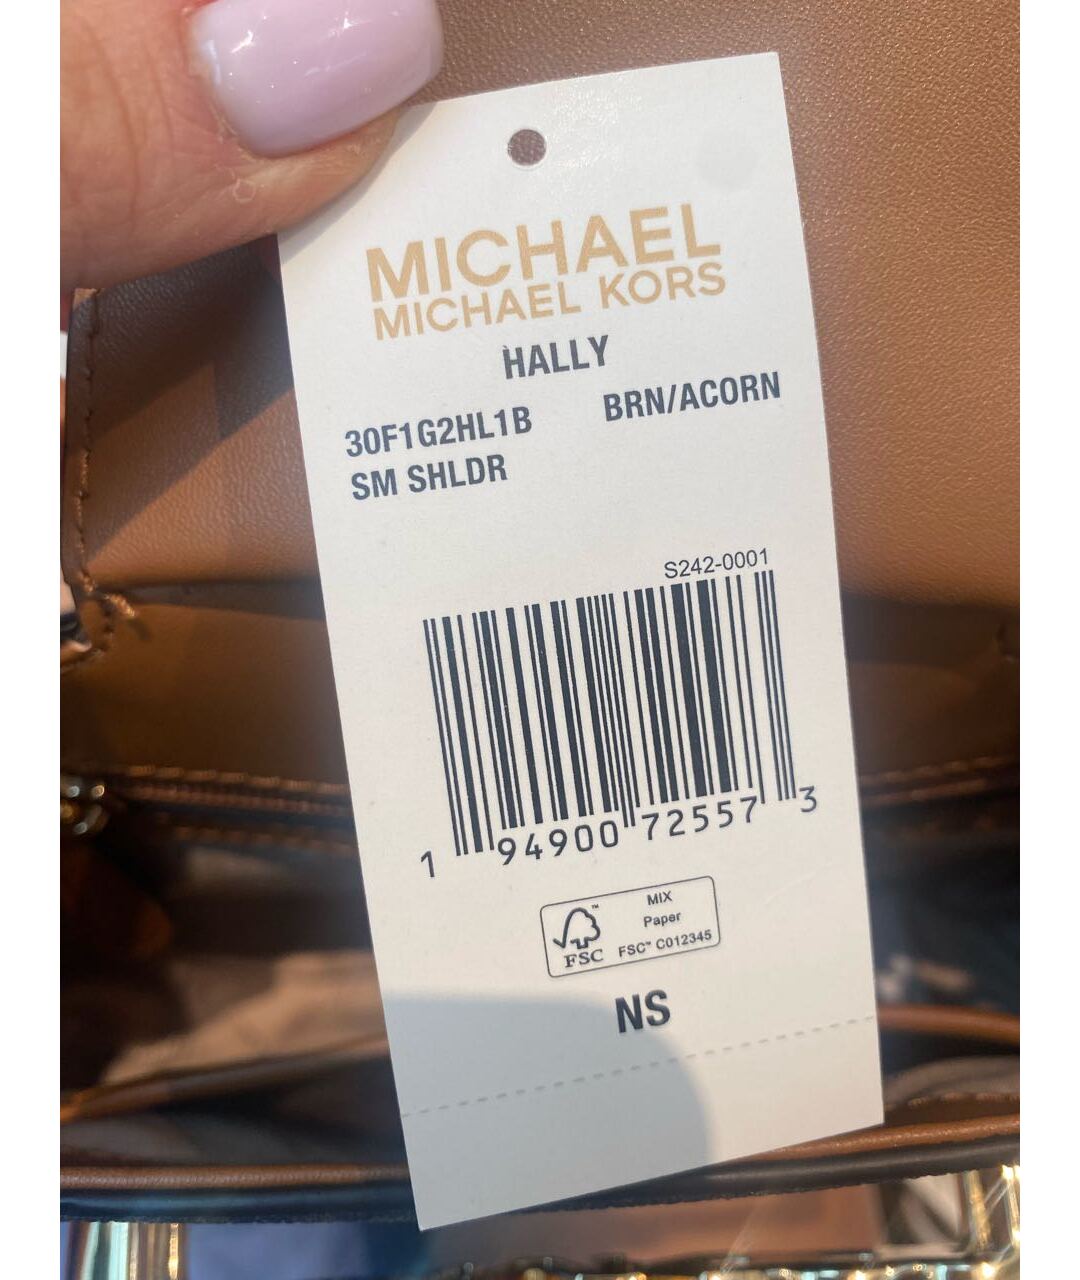 MICHAEL
MICHAEL KORS
HALLY
30F1G2HL1B BRN/ACORN
SM SHLDR
S242-0001
1 94900 72557 3
MIX
Paper
FSC™ C012345
™
FSC
NS